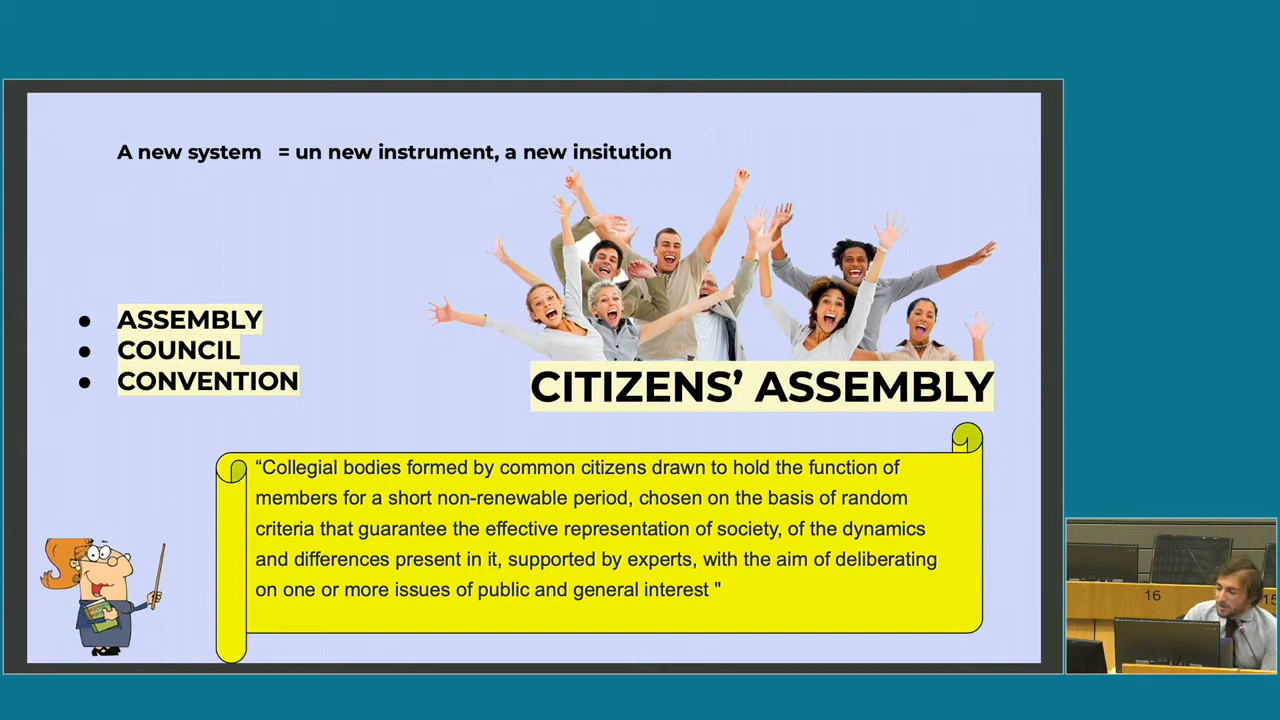 A new system = un new instrument, a new insitution
● ASSEMBLY
● COUNCIL
● CONVENTION
CITIZENS’ ASSEMBLY
“Collegial bodies formed by common citizens drawn to hold the function of
members for a short non-renewable period, chosen on the basis of random
criteria that guarantee the effective representation of society, of the dynamics
and differences present in it, supported by experts, with the aim of deliberating
on one or more issues of public and general interest "
16
15